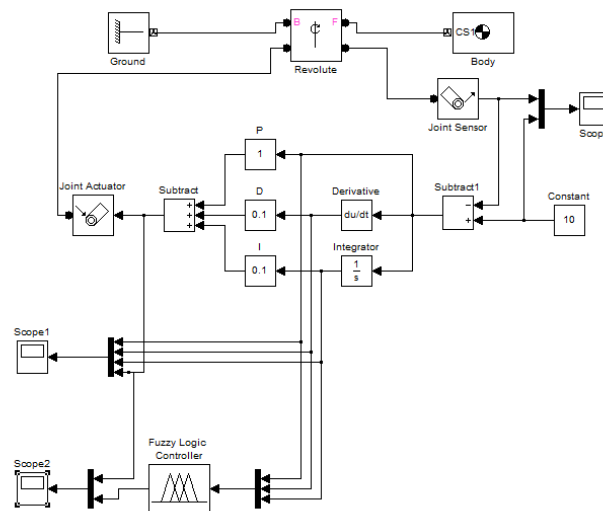 B
F
CS1
Ground
Revolute
Body
Joint Sensor
Scop
P
1
Joint Actuator
Subtract
D
Derivative
Subtract1
Constant
0.1
du/dt
−
+
10
+
+
+
I
Integrator
0.1
1
s
Scope1
Fuzzy Logic
Controller
Scope2